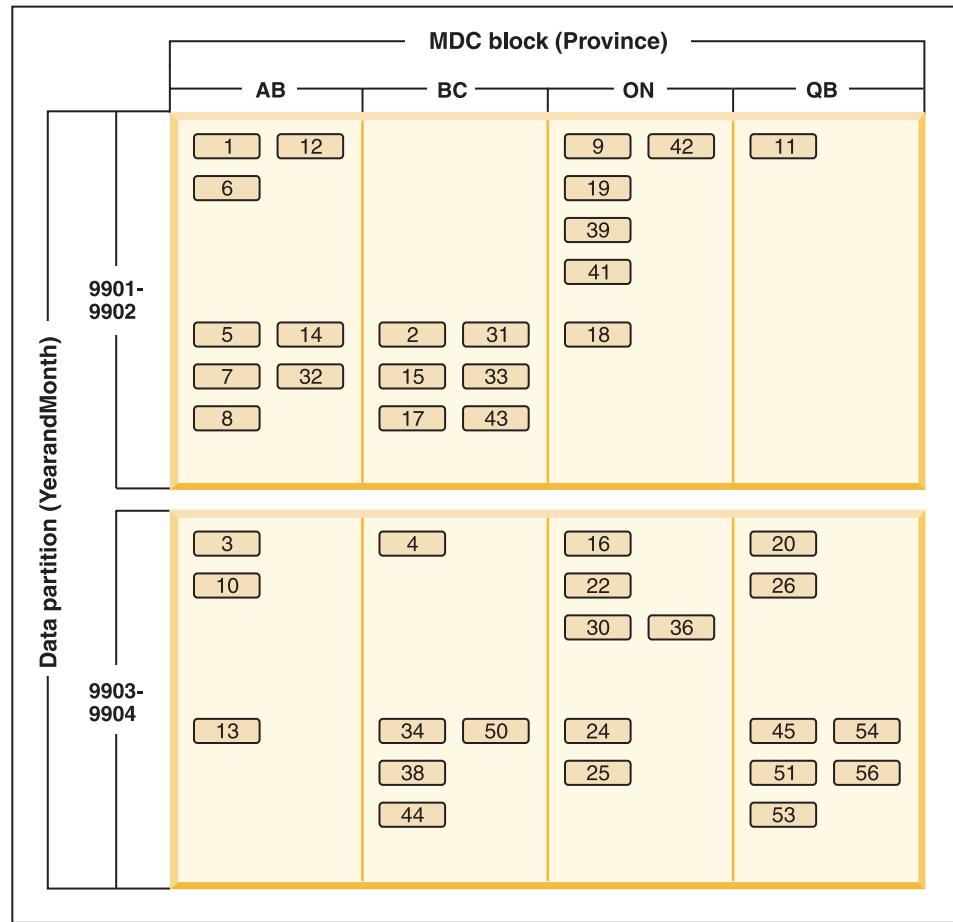 MDC block (Province)
AB BC ON QB
Data partition (YearandMonth)
9901-
9902
1 12 9 42 11
6 19
39
41
5 14 2 31 18
7 32 15 33
8 17 43
9903-
9904
3 4 16 20
10 22 26
30 36
13 34 50 24 45 54
38 25 51 56
44 53